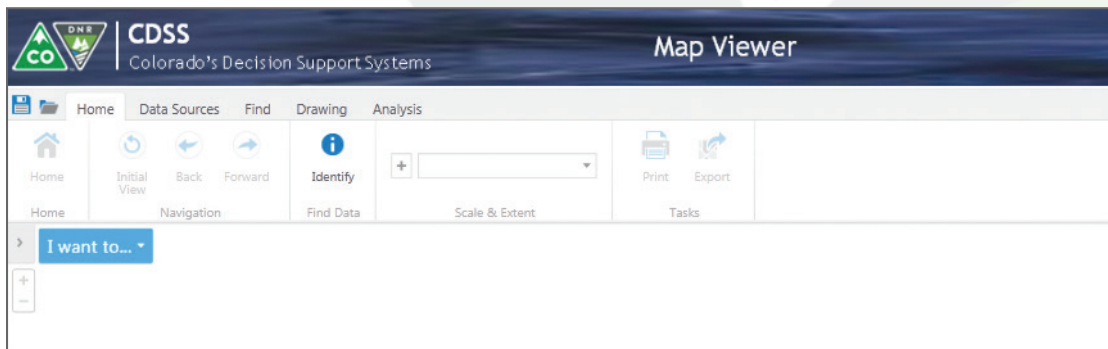 DNR
CO
CDSS
Colorado's Decision Support Systems
Map Viewer
Home Data Sources Find Drawing Analysis
Home Initial View Back Forward Identify Print Export
Home Navigation Find Data Scale & Extent Tasks
I want to...